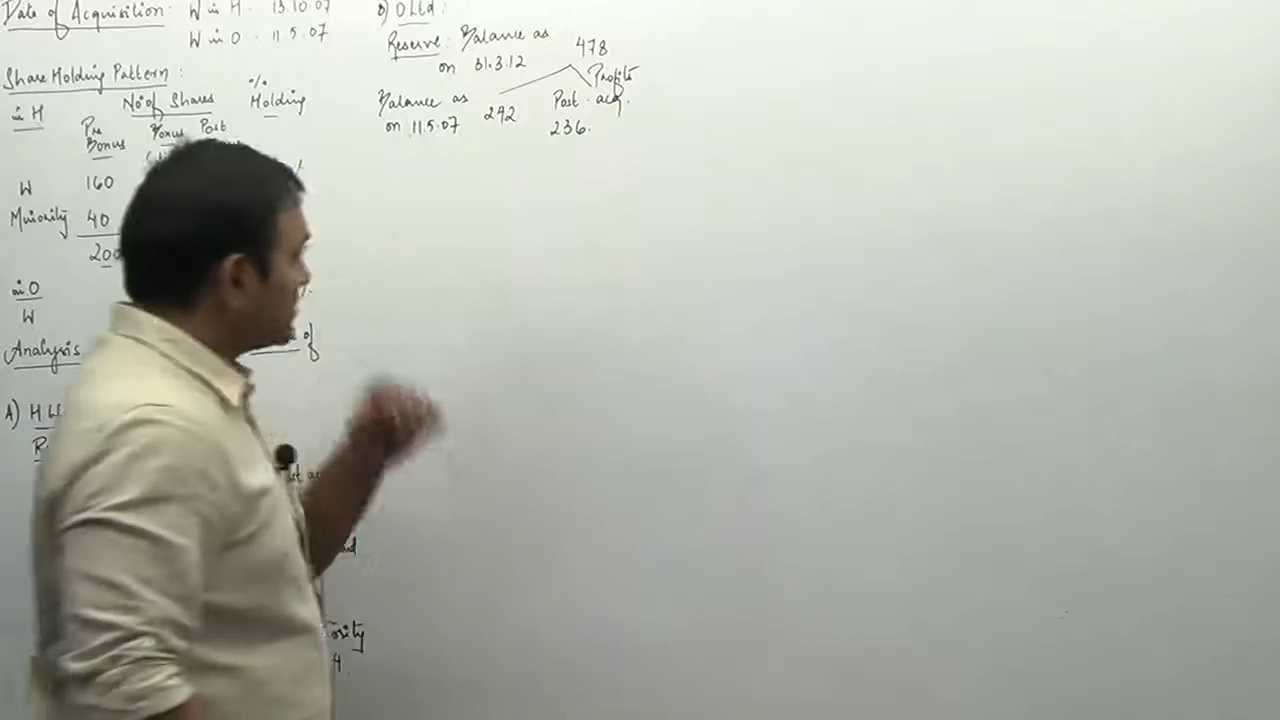 Date of Acquisition: W in H - 13.10.07
W in O - 11.5.07
Share Holding Pattern:
in H
No of Shares
%
Holding
Pre
Bonus
Bonus
Post
W 160
Minority 40
200
in O
W
Analysis
of
A) H
B) O Ltd:
Reserve: Balance as
on 31.3.12
478
Balance as
on 11.5.07
242
Profits
Post - acq.
236.